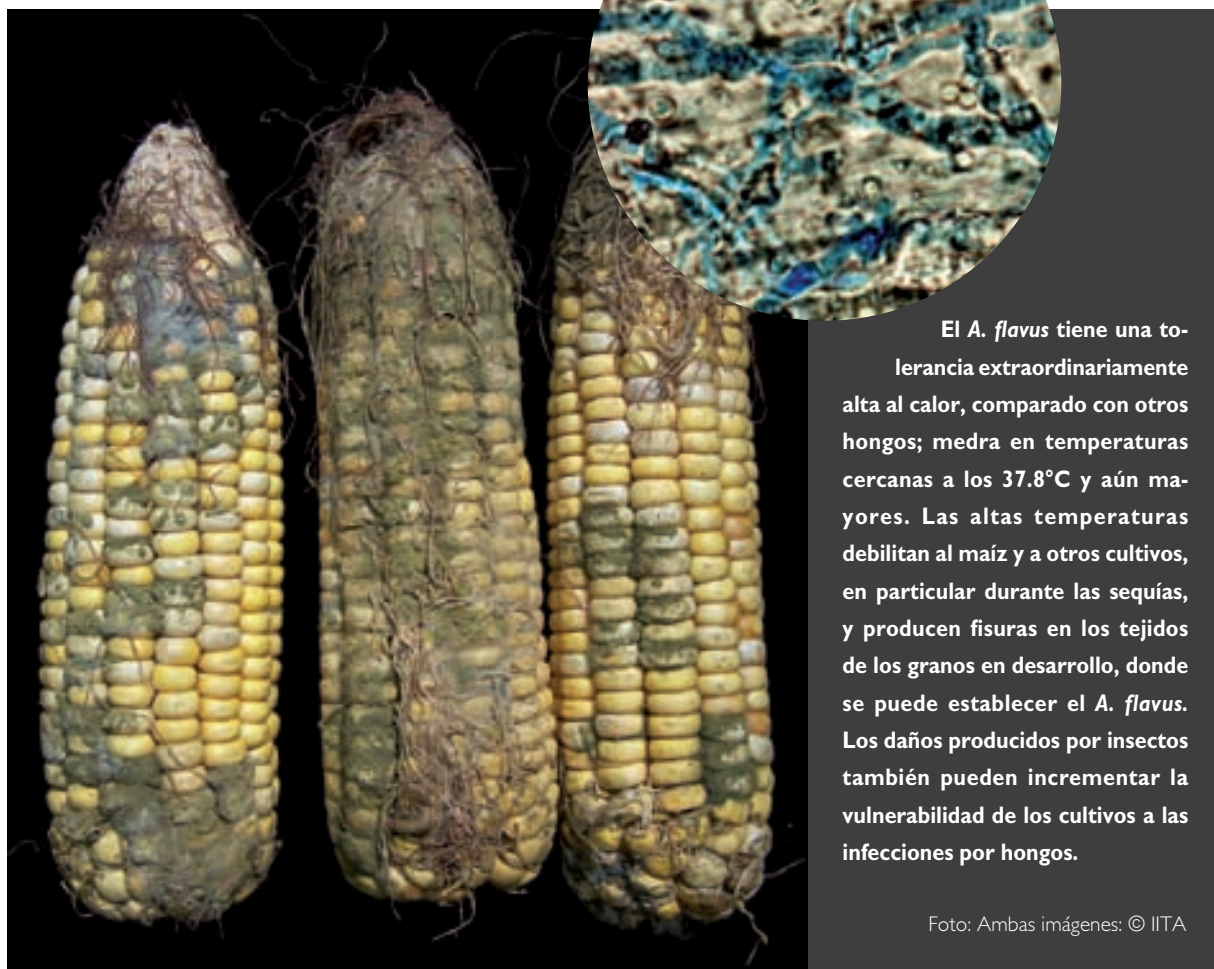 El A. flavus tiene una to-
lerancia extraordinariamente
alta al calor, comparado con otros
hongos; medra en temperaturas
cercanas a los 37.8°C y aún ma-
yores. Las altas temperaturas
debilitan al maíz y a otros cultivos,
en particular durante las sequías,
y producen fisuras en los tejidos
de los granos en desarrollo, donde
se puede establecer el A. flavus.
Los daños producidos por insectos
también pueden incrementar la
vulnerabilidad de los cultivos a las
infecciones por hongos.
Foto: Ambas imágenes: © IITA